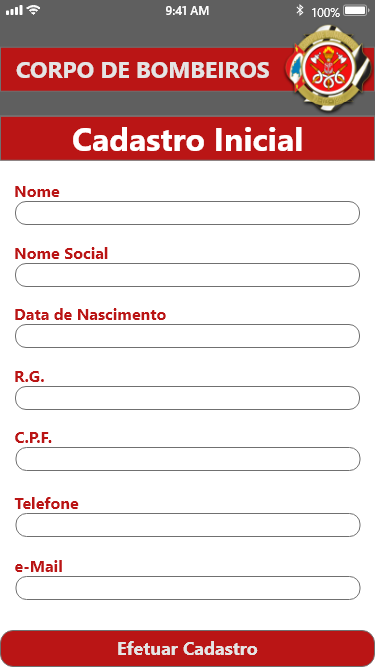 9:41 AM 100%
CORPO DE BOMBEIROS
Cadastro Inicial
Nome
Nome Social
Data de Nascimento
R.G.
C.P.F.
Telefone
e-Mail
Efetuar Cadastro